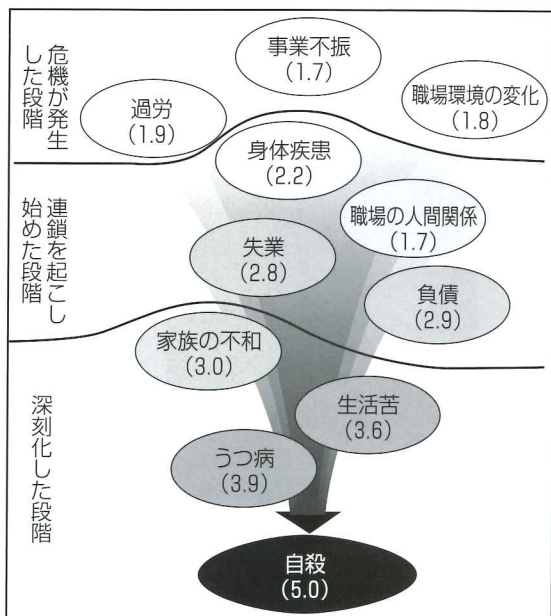 危機が発生
した段階
事業不振
(1.7)
過労
(1.9)
職場環境の変化
(1.8)
身体疾患
(2.2)
連鎖を起こし
始めた段階
職場の人間関係
(1.7)
失業
(2.8)
負債
(2.9)
家族の不和
(3.0)
深刻化した段階
生活苦
(3.6)
うつ病
(3.9)
自殺
(5.0)